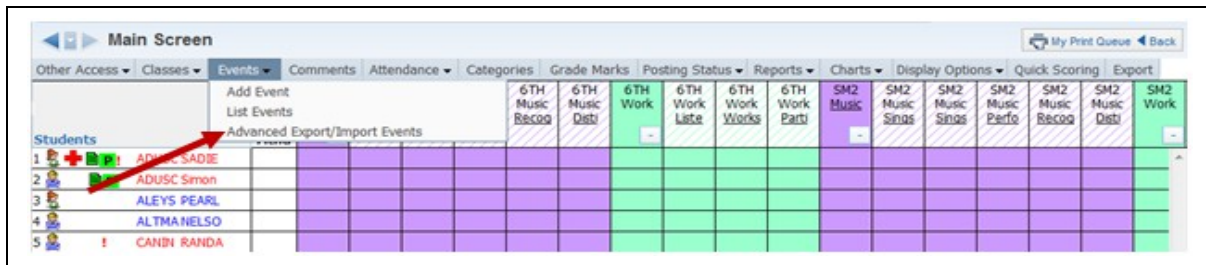 Main Screen
My Print Queue Back
Other Access Classes Events Comments Attendance Categories Grade Marks Posting Status Reports Charts Display Options Quick Scoring Export
Add Event
List Events
Advanced Export/Import Events
6TH 6TH 6TH 6TH 6TH 6TH SM2 SM2 SM2 SM2 SM2 SM2 SM2
Music Music Work Work Work Work Music Music Music Music Music Music Work
Recog Disti Liste Works Parti Sings Sings Perfo Recog Disti
Students
1 P! ADUSC SADIE
2 ADUSC Simon
3 ALEYS PEARL
4 ALTMA NELSO
5 ! CANIN RANDA